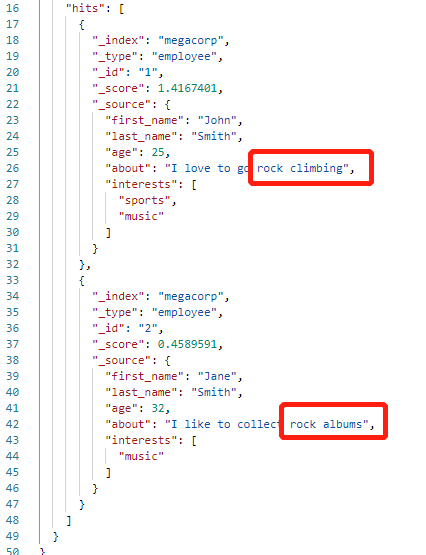 16 "hits": [
17 {
18 "_index": "megacorp",
19 "_type": "employee",
20 "_id": "1",
21 "_score": 1.4167401,
22 "_source": {
23 "first_name": "John",
24 "last_name": "Smith",
25 "age": 25,
26 "about": "I love to go rock climbing",
27 "interests": [
28 "sports",
29 "music"
30 ]
31 }
32 },
33 {
34 "_index": "megacorp",
35 "_type": "employee",
36 "_id": "2",
37 "_score": 0.4589591,
38 "_source": {
39 "first_name": "Jane",
40 "last_name": "Smith",
41 "age": 32,
42 "about": "I like to collect rock albums",
43 "interests": [
44 "music"
45 ]
46 }
47 }
48 ]
49 }
50 }